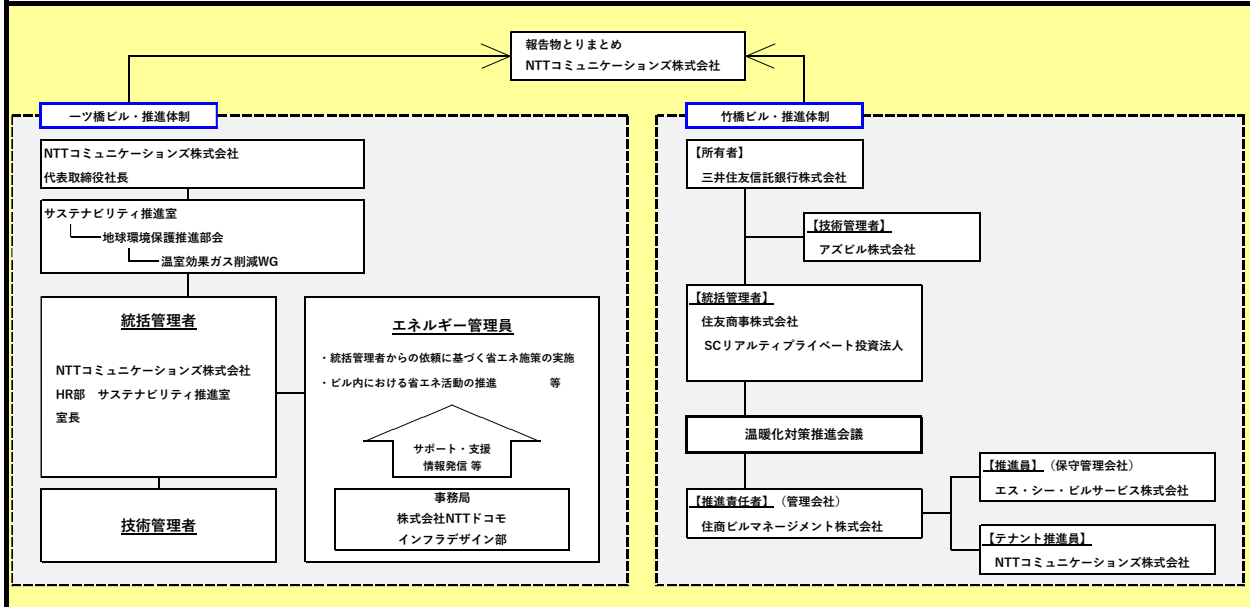 報告物とりまとめ
NTTコミュニケーションズ株式会社
一ツ橋ビル・推進体制
NTTコミュニケーションズ株式会社
代表取締役社長
サステナビリティ推進室
地球環境保護推進部会
温室効果ガス削減WG
統括管理者
NTTコミュニケーションズ株式会社
HR部　サステナビリティ推進室
室長
技術管理者
エネルギー管理員
・統括管理者からの依頼に基づく省エネ施策の実施
・ビル内における省エネ活動の推進　　　　等
サポート・支援
情報発信 等
事務局
株式会社NTTドコモ
インフラデザイン部
竹橋ビル・推進体制
【所有者】
三井住友信託銀行株式会社
【技術管理者】
アズビル株式会社
【統括管理者】
住友商事株式会社
SCリアルティプライベート投資法人
温暖化対策推進会議
【推進責任者】（管理会社）
住商ビルマネージメント株式会社
【推進員】（保守管理会社）
エス・シー・ビルサービス株式会社
【テナント推進員】
NTTコミュニケーションズ株式会社